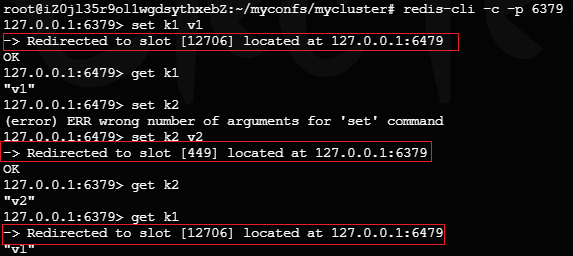 root@iZ0jl35r9ol1wgdsythxebZ:~/myconfs/mycluster# redis-cli -c -p 6379
127.0.0.1:6379> set k1 v1
-> Redirected to slot [12706] located at 127.0.0.1:6479
OK
127.0.0.1:6479> get k1
"v1"
127.0.0.1:6479> set k2
(error) ERR wrong number of arguments for 'set' command
127.0.0.1:6479> set k2 v2
-> Redirected to slot [449] located at 127.0.0.1:6379
OK
127.0.0.1:6379> get k2
"v2"
127.0.0.1:6379> get k1
-> Redirected to slot [12706] located at 127.0.0.1:6479
"v1"